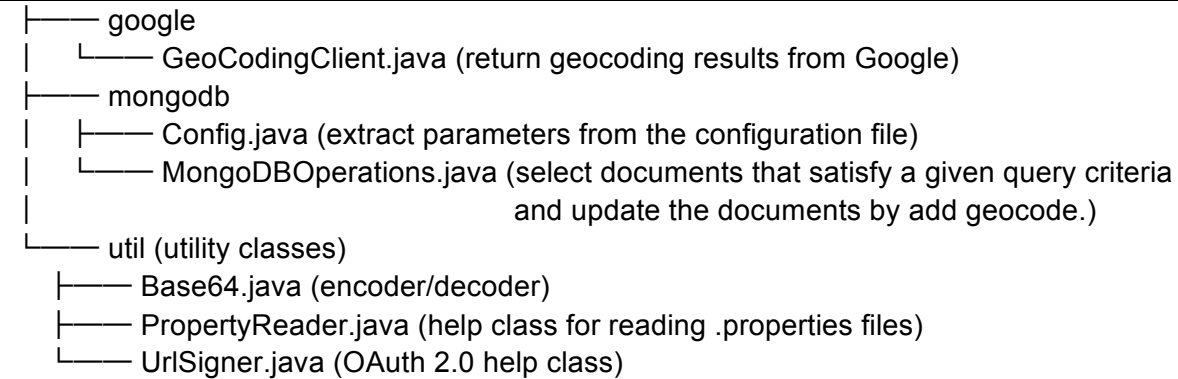 ├── google
│   └── GeoCodingClient.java (return geocoding results from Google)
├── mongodb
│   ├── Config.java (extract parameters from the configuration file)
│   └── MongoDBOperations.java (select documents that satisfy a given query criteria
│                               and update the documents by add geocode.)
└── util (utility classes)
    ├── Base64.java (encoder/decoder)
    ├── PropertyReader.java (help class for reading .properties files)
    └── UrlSigner.java (OAuth 2.0 help class)